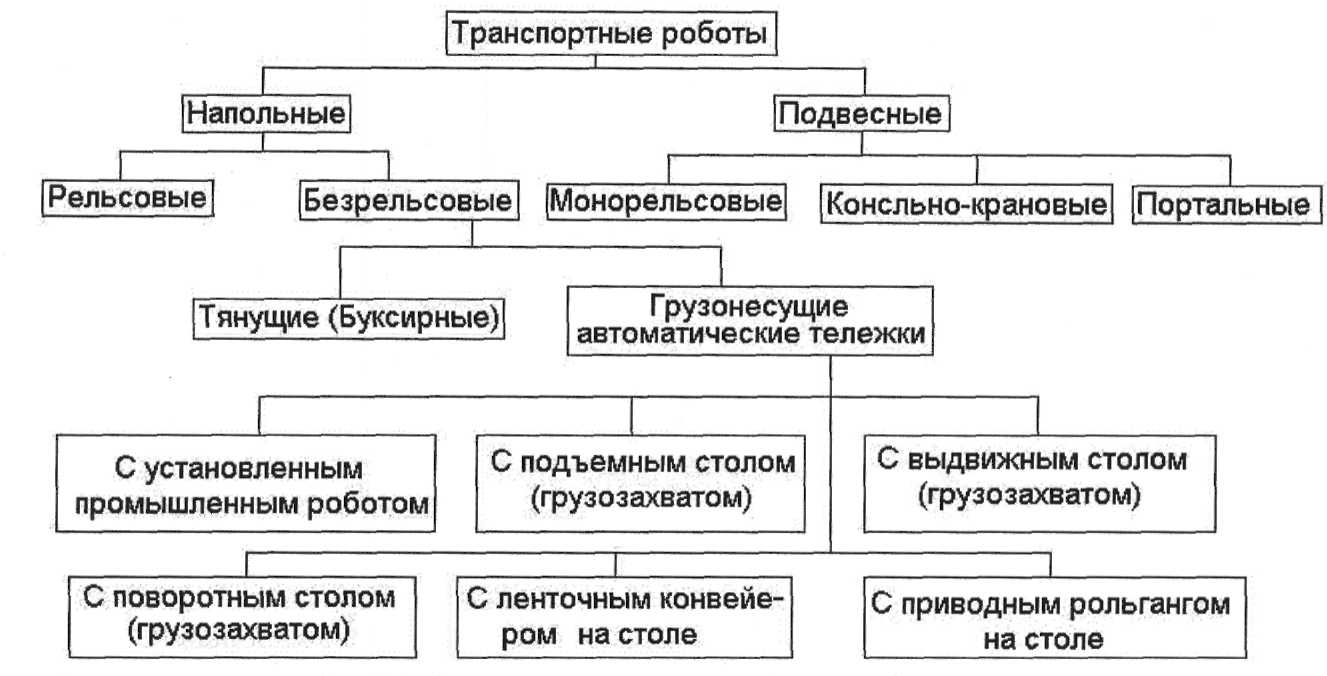 Транспортные роботы
Напольные
Подвесные
Рельсовые
Безрельсовые
Монорельсовые
Консльно-крановые
Портальные
Тянущие (Буксирные)
Грузонесущие
автоматические тележки
С установленным
промышленным роботом
С подъемным столом
(грузозахватом)
С выдвижным столом
(грузозахватом)
С поворотным столом
(грузозахватом)
С ленточным конвейе-
ром на столе
С приводным рольгангом
на столе